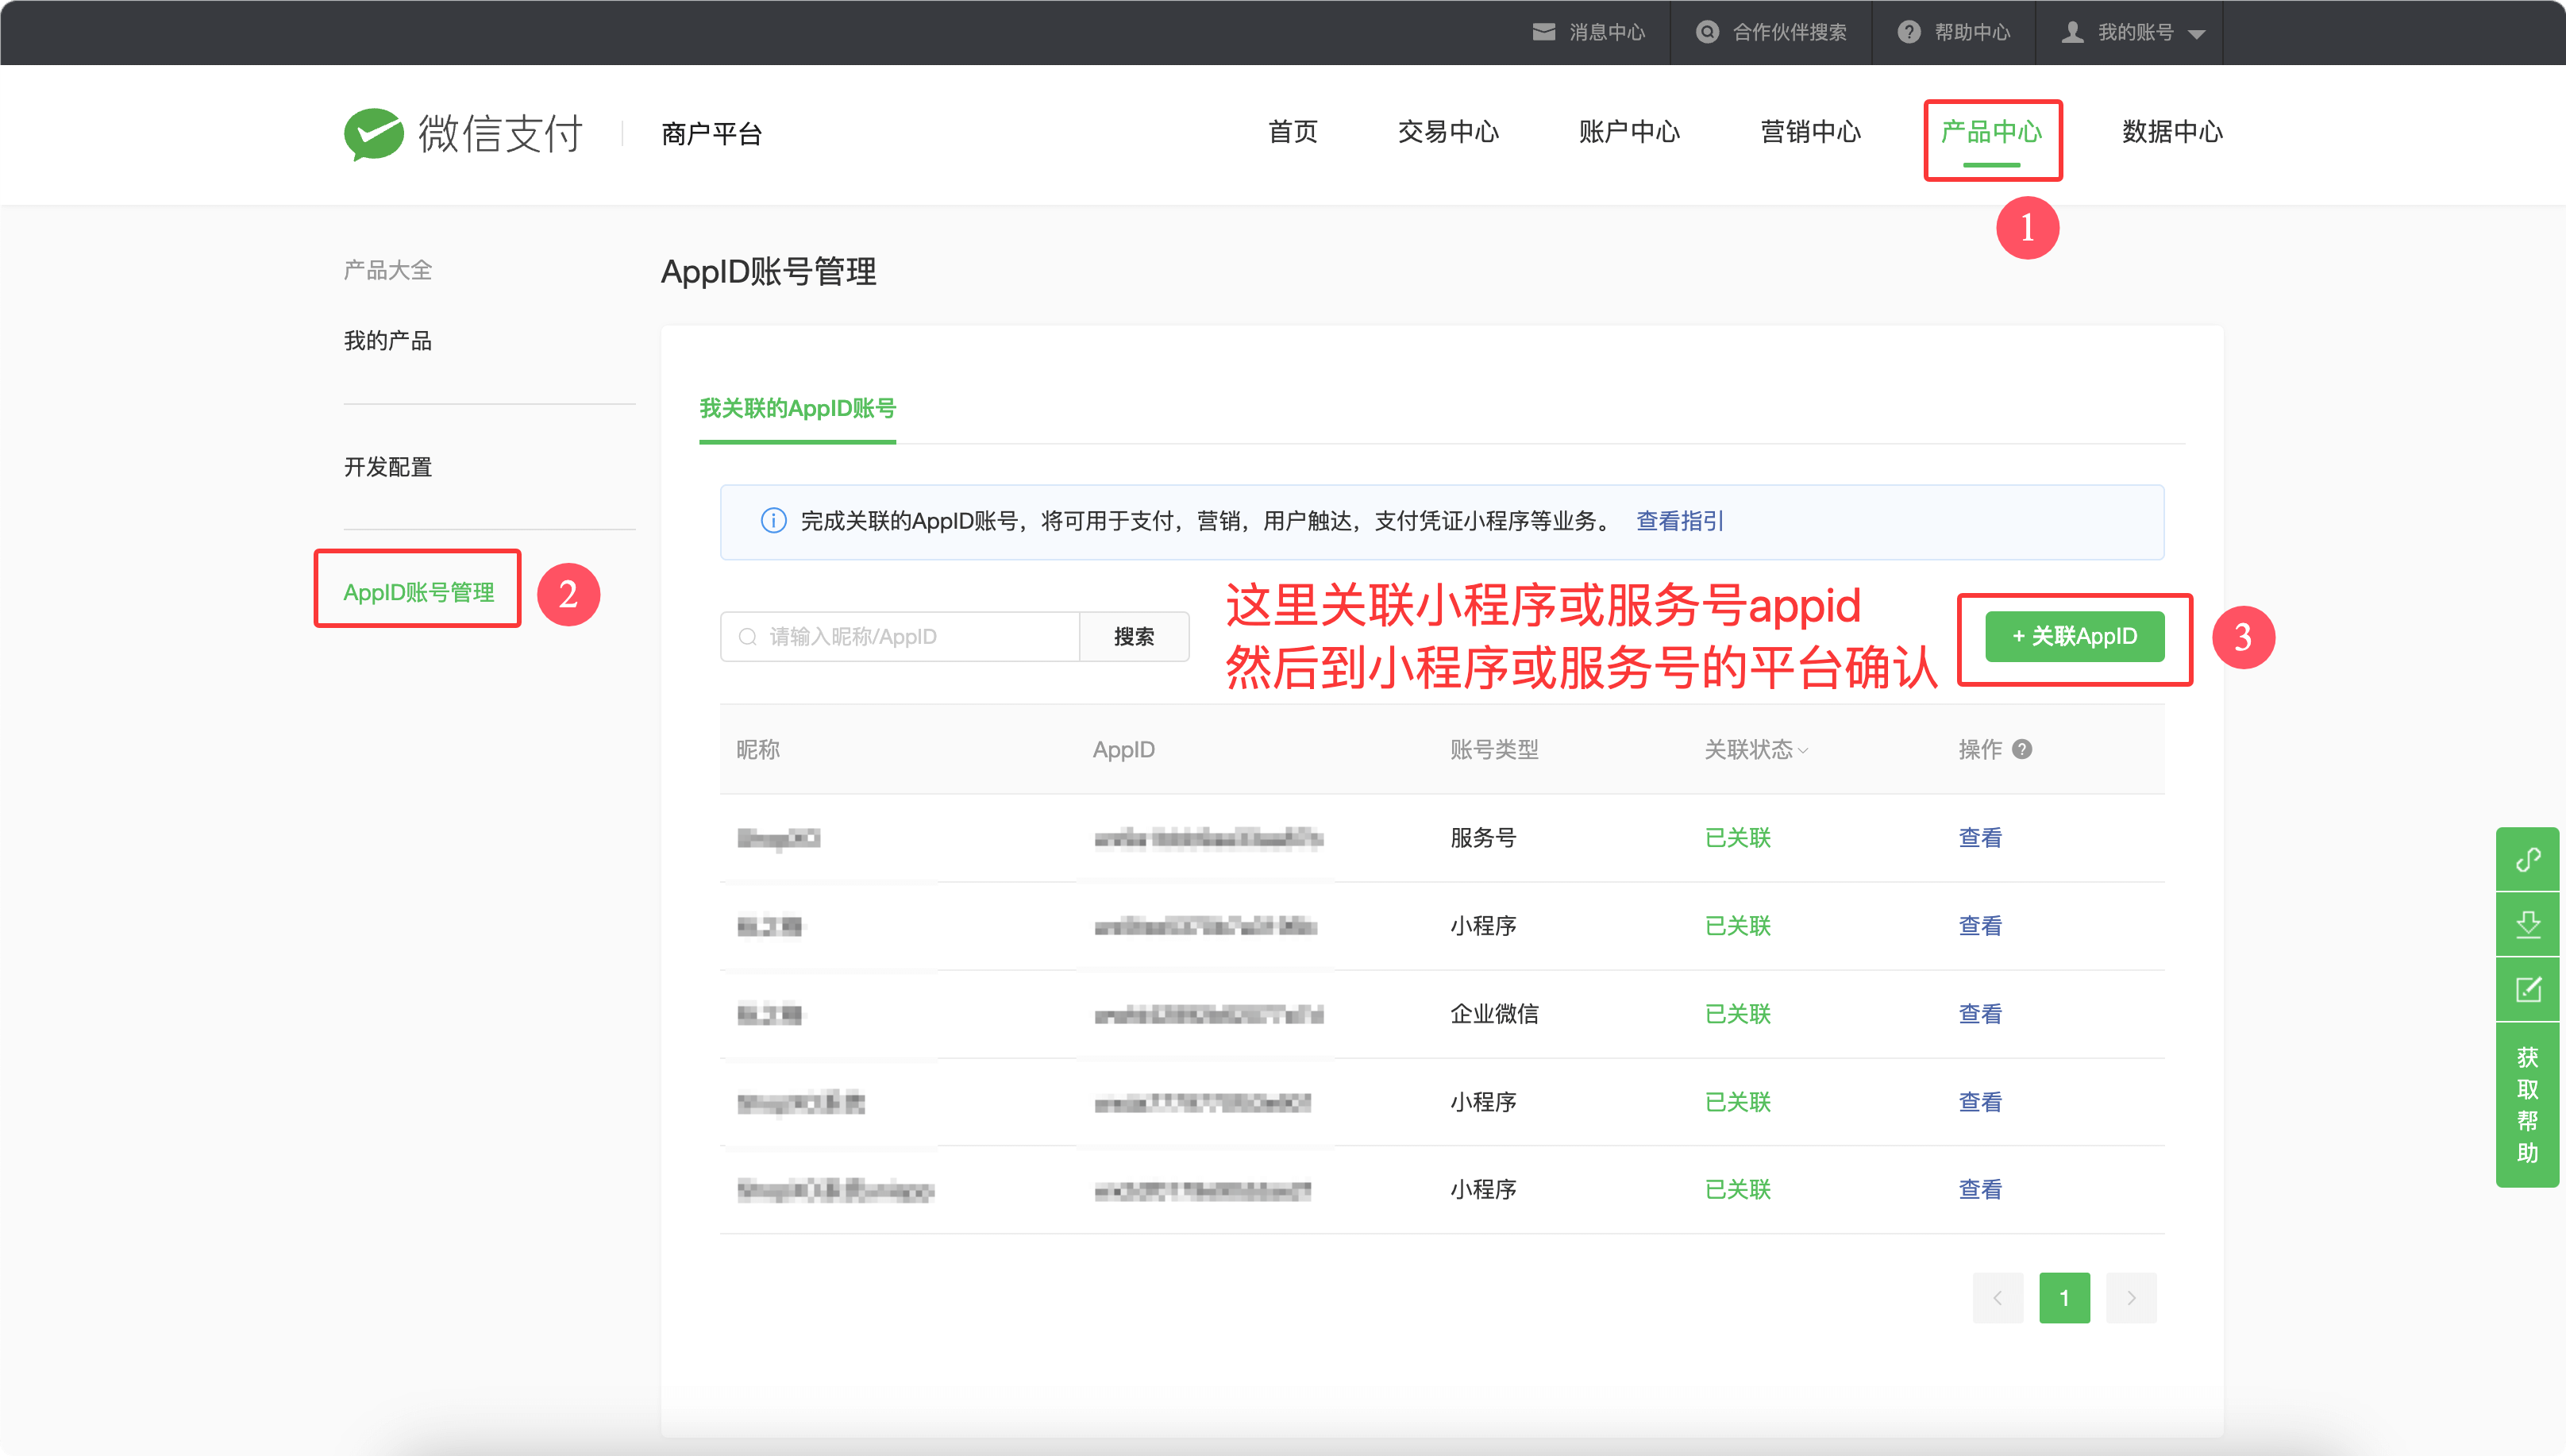 消息中心
合作伙伴搜索
帮助中心
我的账号
微信支付
商户平台
首页
交易中心
账户中心
营销中心
产品中心
数据中心
1
产品大全
我的产品
开发配置
AppID账号管理
2
AppID账号管理
我关联的AppID账号
完成关联的AppID账号，将可用于支付，营销，用户触达，支付凭证小程序等业务。 查看指引
请输入昵称/AppID
搜索
这里关联小程序或服务号appid
然后到小程序或服务号的平台确认
+ 关联AppID
3
昵称 AppID 账号类型 关联状态 操作
服务号 已关联 查看
小程序 已关联 查看
企业微信 已关联 查看
小程序 已关联 查看
小程序 已关联 查看
1
获
取
帮
助